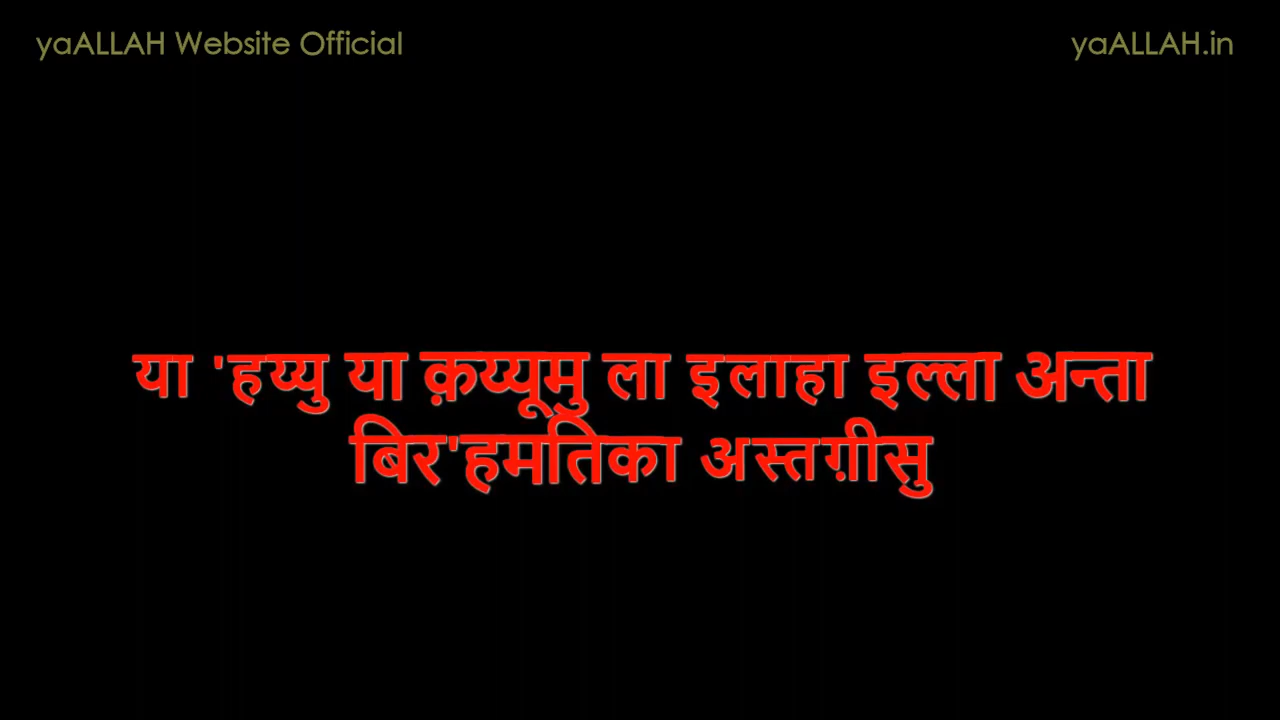 yaALLAH Website Official
yaALLAH.in
या 'हय्यु या क़य्यूमु ला इलाहा इल्ला अन्ता
बिर'हमतिका अस्तग़ीसु